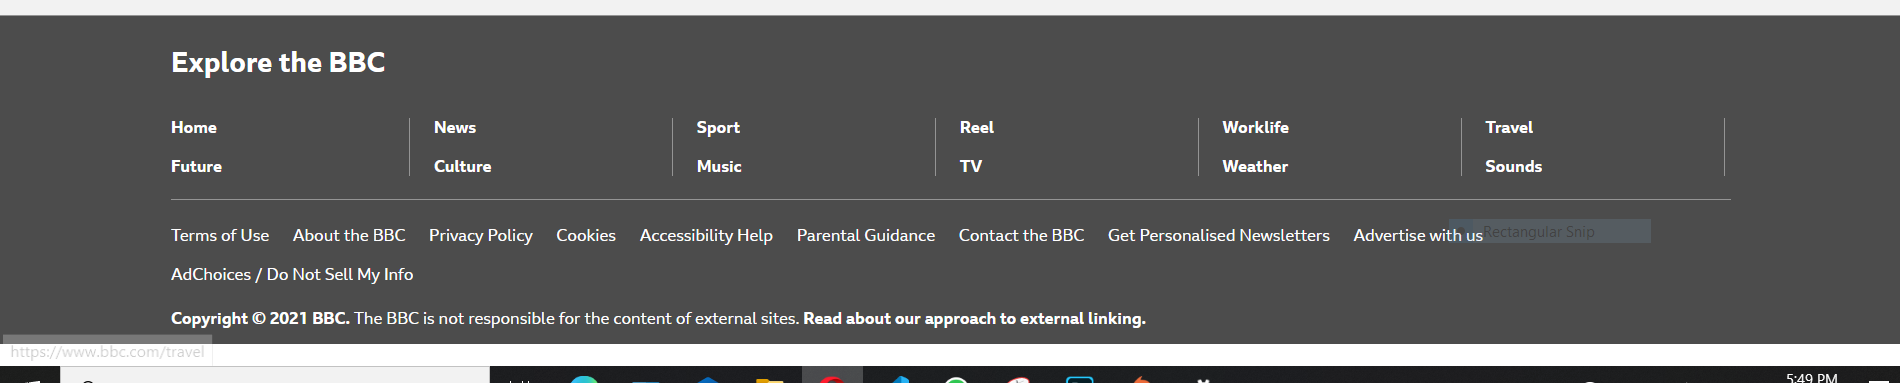 Explore the BBC
Home News Sport Reel Worklife Travel
Future Culture Music TV Weather Sounds
Terms of Use About the BBC Privacy Policy Cookies Accessibility Help Parental Guidance Contact the BBC Get Personalised Newsletters Advertise with us Rectangular Snip
AdChoices / Do Not Sell My Info
Copyright © 2021 BBC. The BBC is not responsible for the content of external sites. Read about our approach to external linking.
https://www.bbc.com/travel
5:49 PM